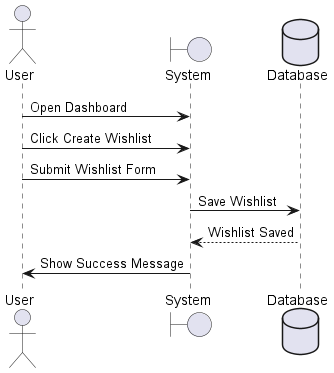 User
System
Database
Open Dashboard
Click Create Wishlist
Submit Wishlist Form
Save Wishlist
Wishlist Saved
Show Success Message
User
System
Database